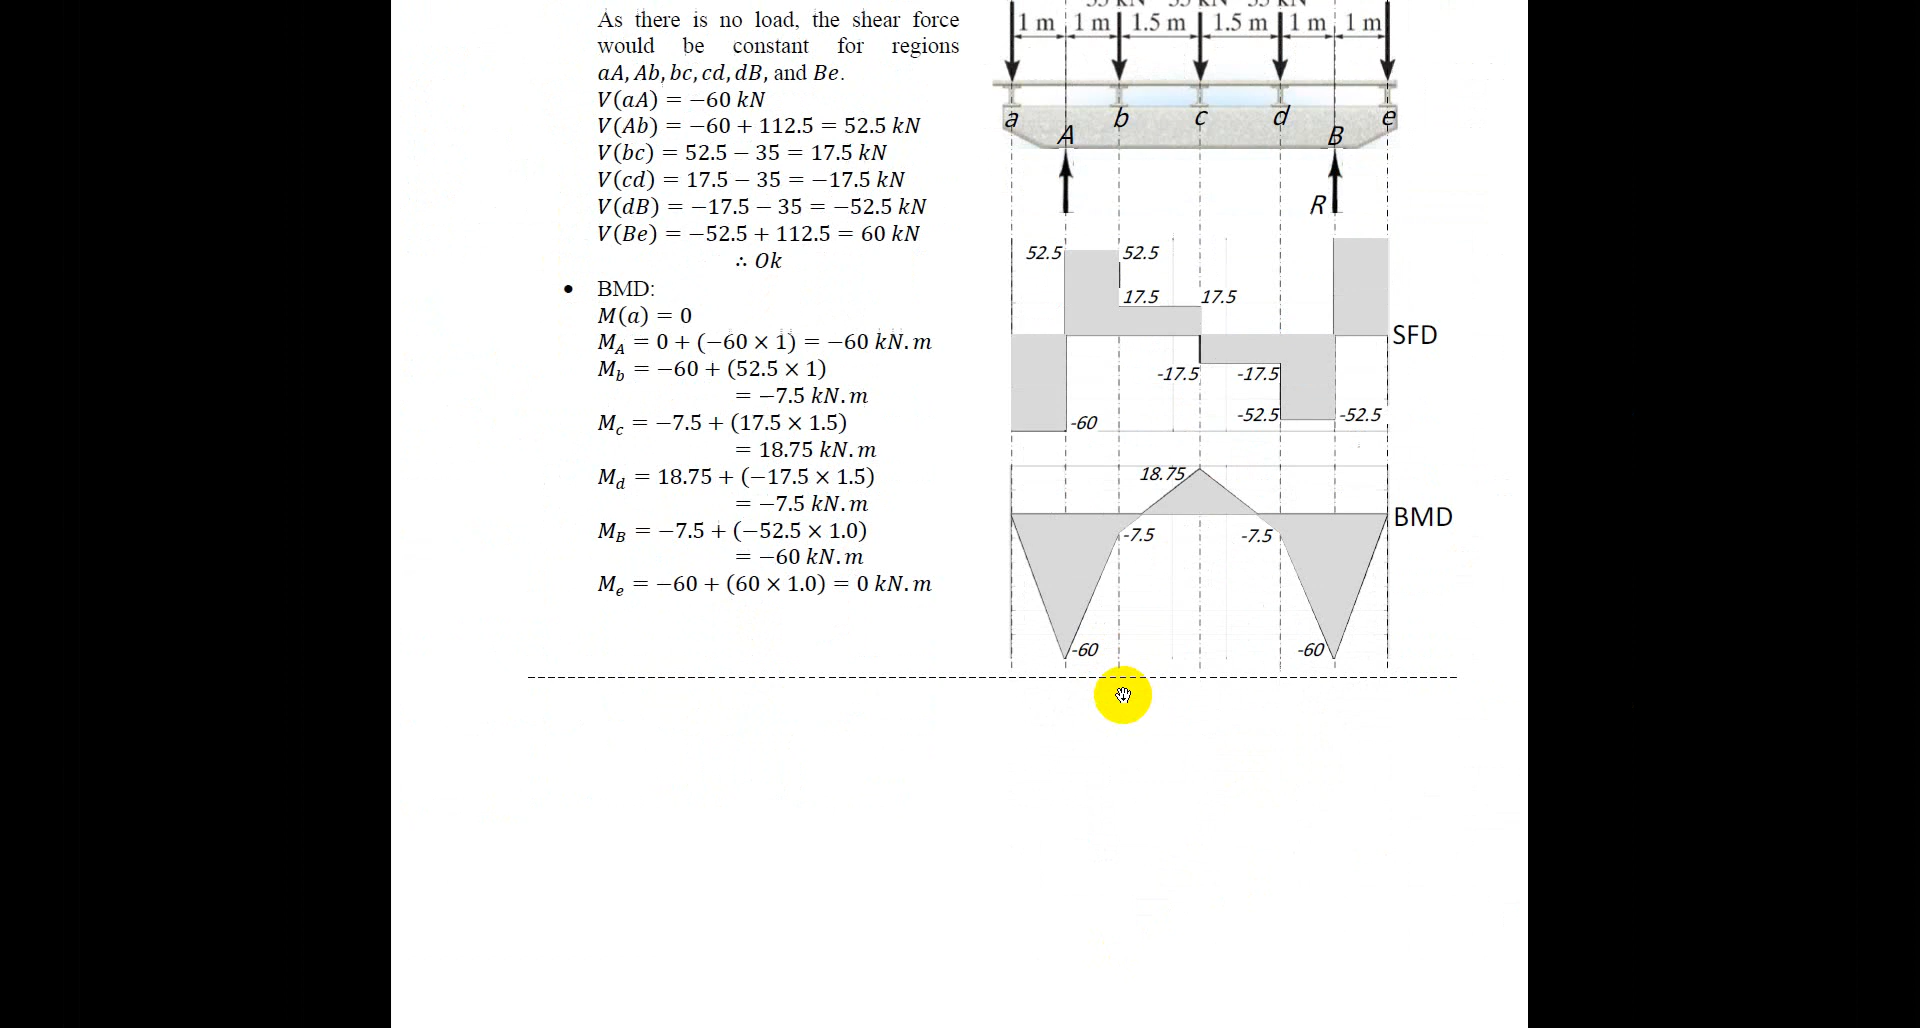 As there is no load, the shear force
would be constant for regions
aA, Ab, bc, cd, dB, and Be.
V(aA) = −60 kN
V(Ab) = −60 + 112.5 = 52.5 kN
V(bc) = 52.5 − 35 = 17.5 kN
V(cd) = 17.5 − 35 = −17.5 kN
V(dB) = −17.5 − 35 = −52.5 kN
V(Be) = −52.5 + 112.5 = 60 kN
∴ Ok
• BMD:
M(a) = 0
M_A = 0 + (−60 × 1) = −60 kN.m
M_b = −60 + (52.5 × 1)
= −7.5 kN.m
M_c = −7.5 + (17.5 × 1.5)
= 18.75 kN.m
M_d = 18.75 + (−17.5 × 1.5)
= −7.5 kN.m
M_B = −7.5 + (−52.5 × 1.0)
= −60 kN.m
M_e = −60 + (60 × 1.0) = 0 kN.m
1 m 1 m 1.5 m 1.5 m 1 m 1 m
a b c d e
A B
R
52.5 52.5
17.5 17.5
SFD
-17.5 -17.5
-52.5 -52.5
-60
18.75
BMD
-7.5 -7.5
-60 -60